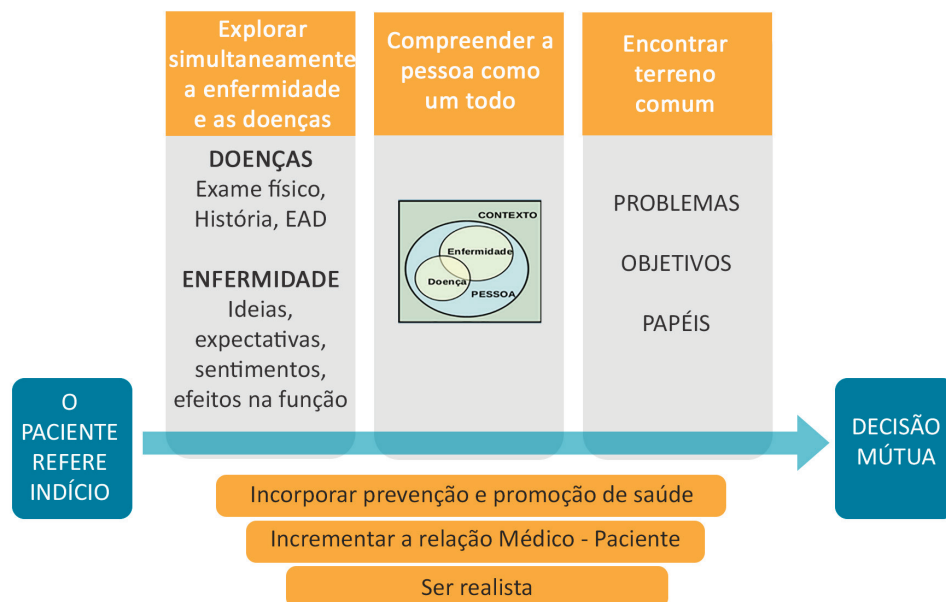 Explorar
simultaneamente
a enfermidade
e as doenças
Compreender a
pessoa como
um todo
Encontrar
terreno
comum
DOENÇAS
Exame físico,
História, EAD
ENFERMIDADE
Ideias,
expectativas,
sentimentos,
efeitos na função
CONTEXTO
Enfermidade
Doença
PESSOA
PROBLEMAS
OBJETIVOS
PAPÉIS
O
PACIENTE
REFERE
INDÍCIO
DECISÃO
MÚTUA
Incorporar prevenção e promoção de saúde
Incrementar a relação Médico - Paciente
Ser realista